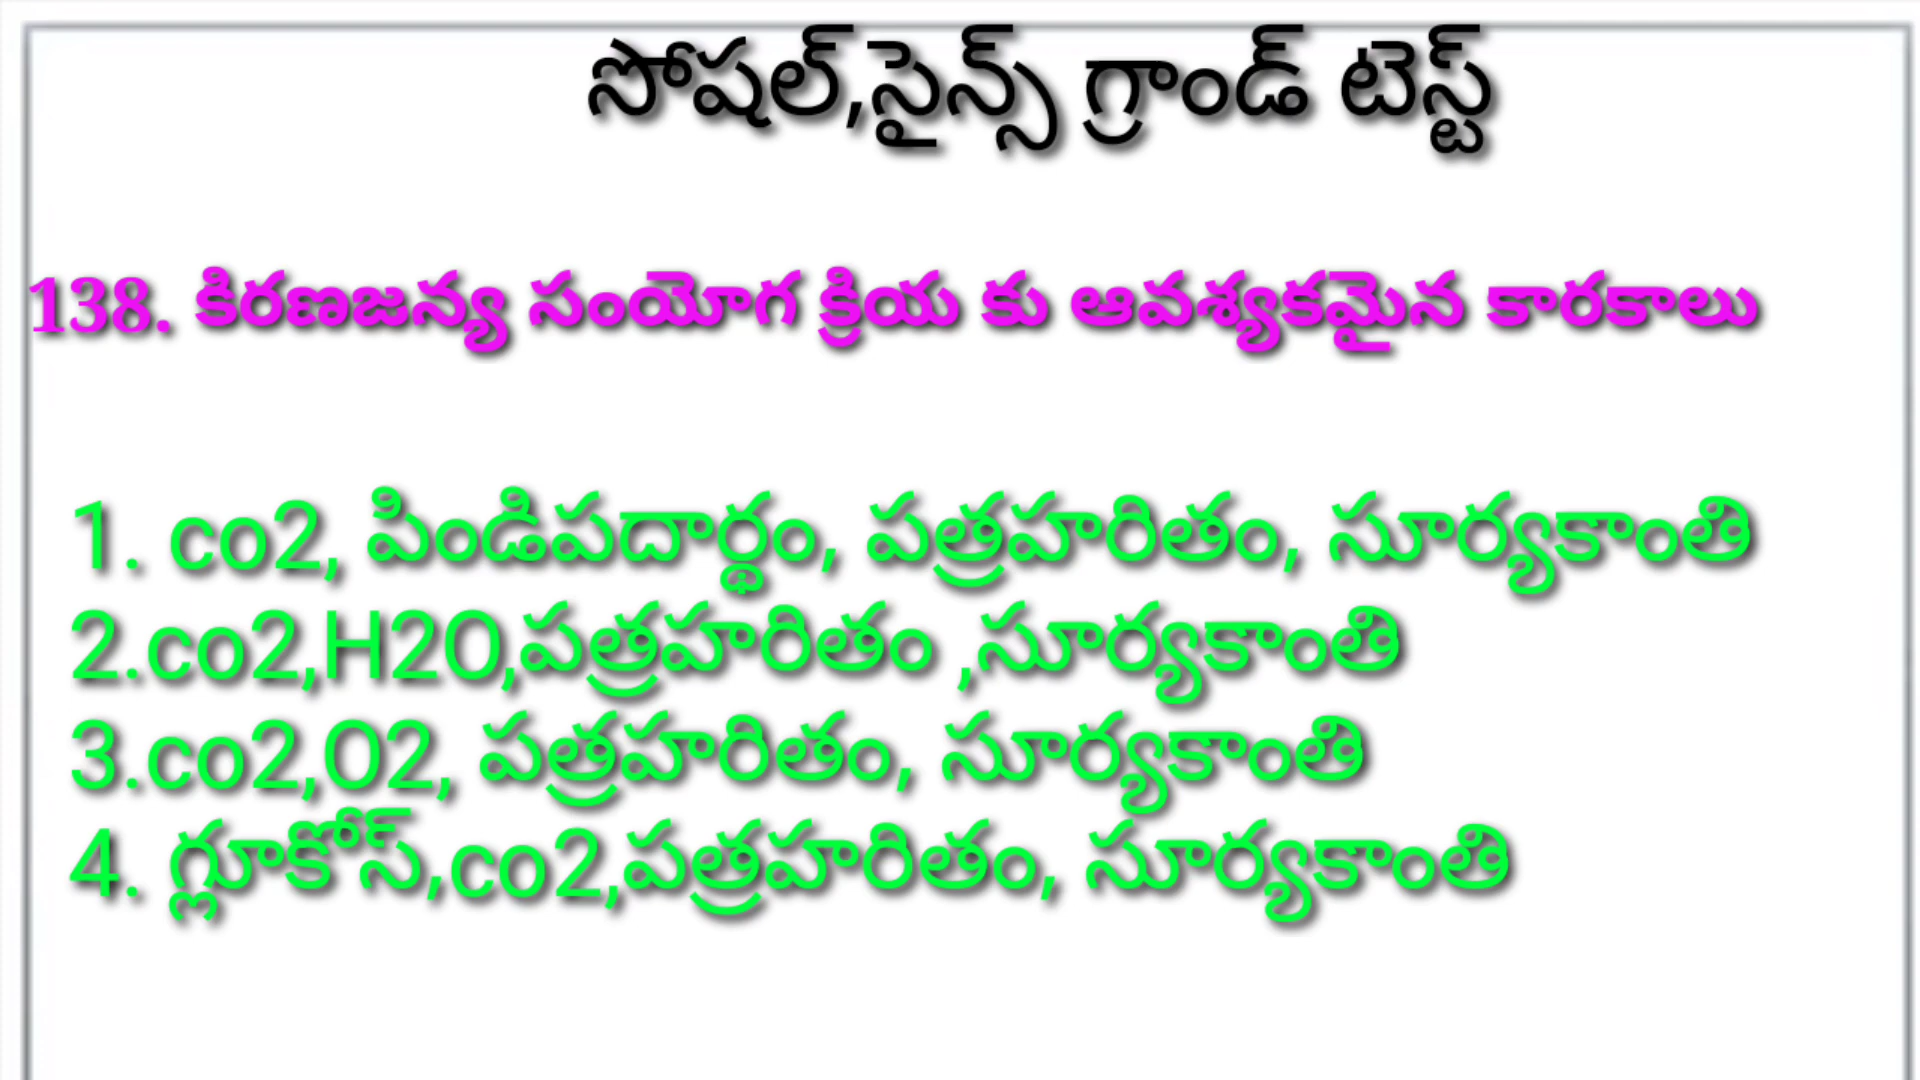 సోషల్,సైన్స్ గ్రాండ్ టెస్ట్
138. కిరణజన్య సంయోగ క్రియ కు ఆవశ్యకమైన కారకాలు
1. co2, పిండిపదార్థం, పత్రహరితం, సూర్యకాంతి
2.co2,H2O,పత్రహరితం ,సూర్యకాంతి
3.co2,O2, పత్రహరితం, సూర్యకాంతి
4. గ్లూకోస్,co2,పత్రహరితం, సూర్యకాంతి